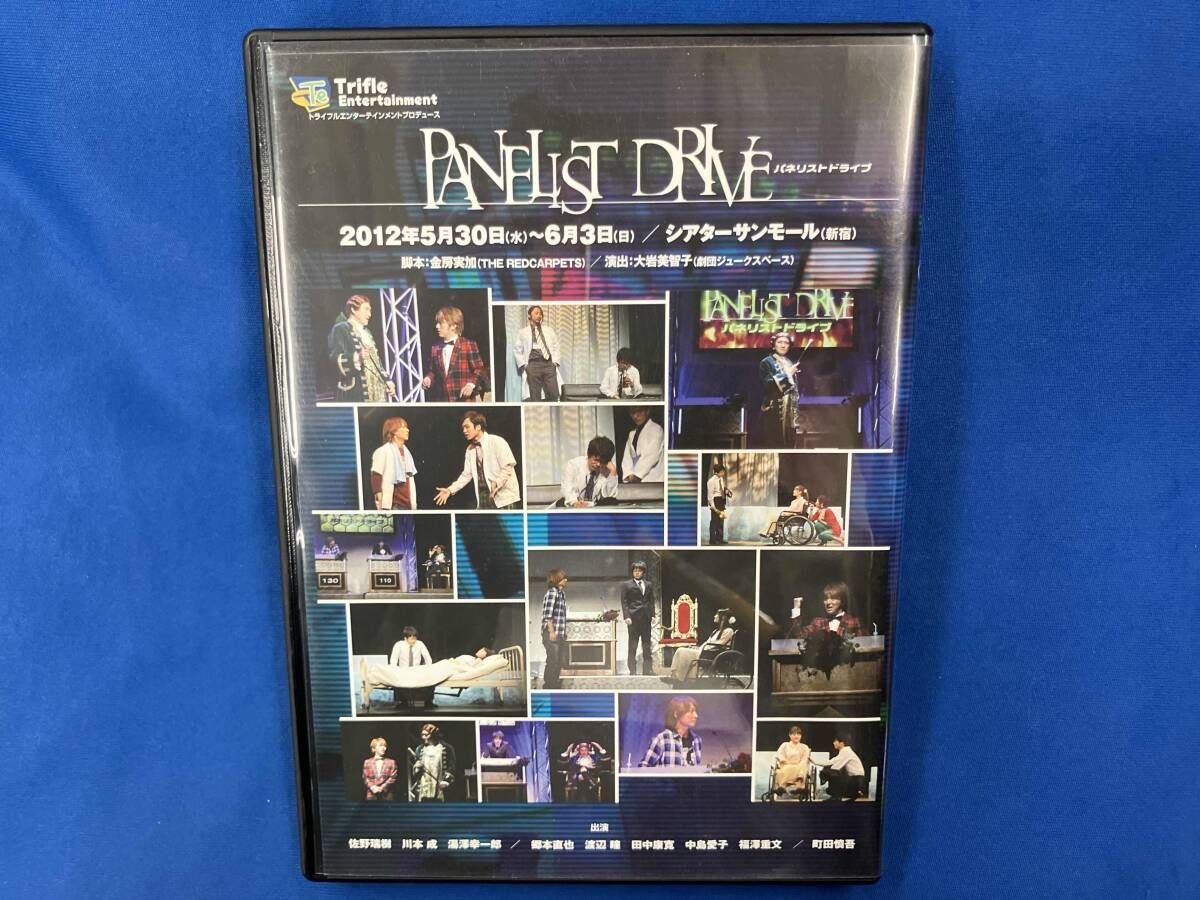 Te
Trifle
Entertainment
トライフルエンターテインメントプロデュース
PANELIST DRIVE パネリストドライブ
2012年5月30日(水)～6月3日(日) ／ シアターサンモール(新宿)
脚本：金房実加(THE REDCARPETS) ／ 演出：大岩美智子(劇団ジュークスペース)
PANELIST DRIVE
パネリストドライブ
130
110
出演
佐野瑞樹 川本 成 湯澤幸一郎 ／ 郷本直也 渡辺 瞳 田中康寛 中島愛子 福澤重文 ／ 町田慎吾